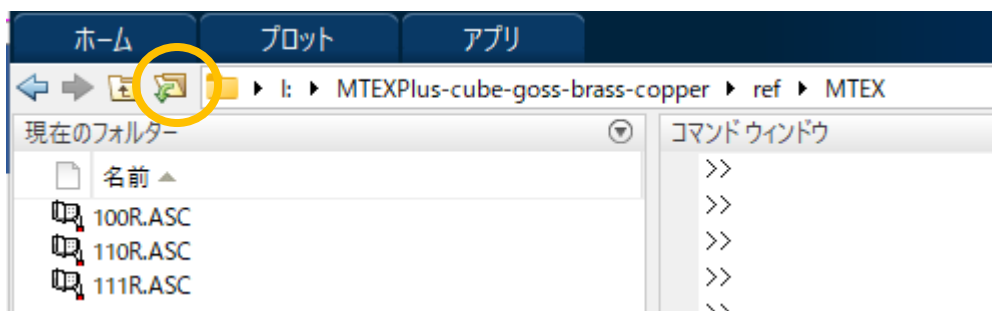 ホーム プロット アプリ
I: MTEXPlus-cube-goss-brass-copper ref MTEX
現在のフォルダー コマンド ウィンドウ
名前 >>
100R.ASC >>
110R.ASC >>
111R.ASC >>
>>